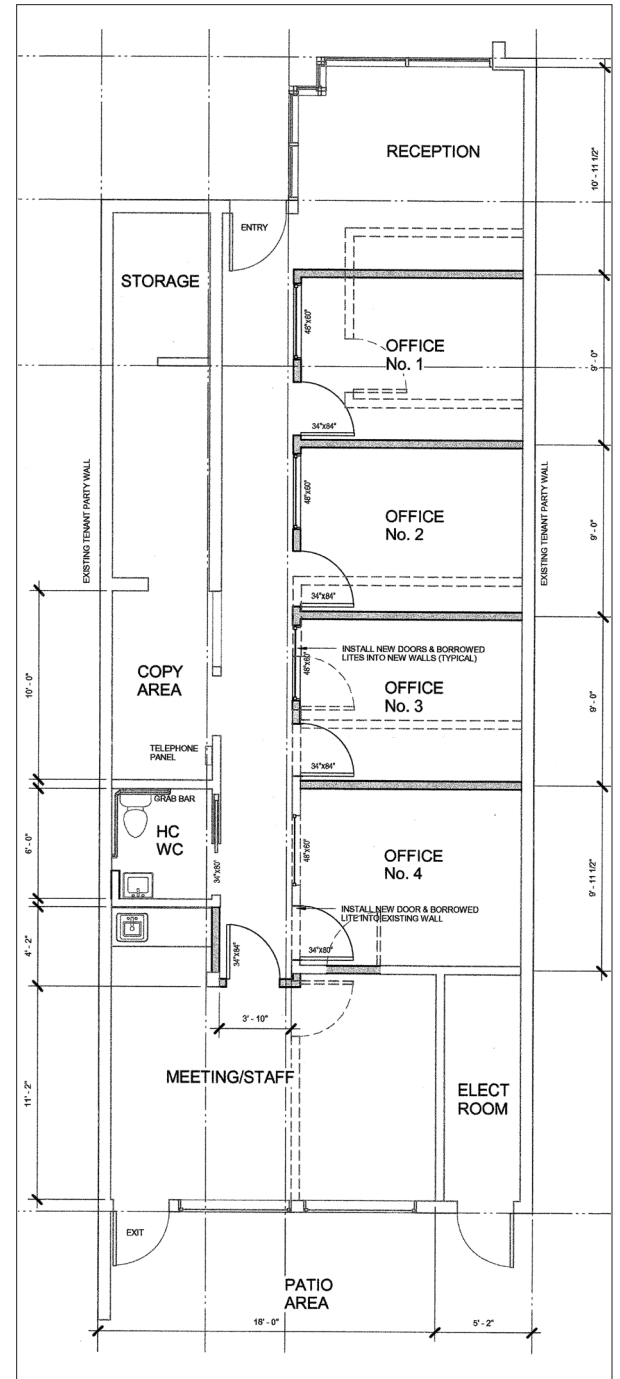 RECEPTION
10' - 11 1/2"
ENTRY
STORAGE
48"x60"
OFFICE
No. 1
9' - 0"
34"x84"
EXISTING TENANT PARTY WALL
48"x60"
OFFICE
No. 2
EXISTING TENANT PARTY WALL
9' - 0"
34"x84"
10' - 0"
COPY
AREA
INSTALL NEW DOORS & BORROWED
LITES INTO NEW WALLS (TYPICAL)
48"x60"
OFFICE
No. 3
9' - 0"
TELEPHONE
PANEL
34"x84"
GRAB BAR
6' - 0"
HC
WC
34"x80"
48"x60"
OFFICE
No. 4
9' - 11 1/2"
INSTALL NEW DOOR & BORROWED
LITE INTO EXISTING WALL
4' - 2"
34"x84"
34"x80"
3' - 10"
MEETING/STAFF
11' - 2"
ELECT
ROOM
EXIT
PATIO
AREA
18' - 0"
5' - 2"